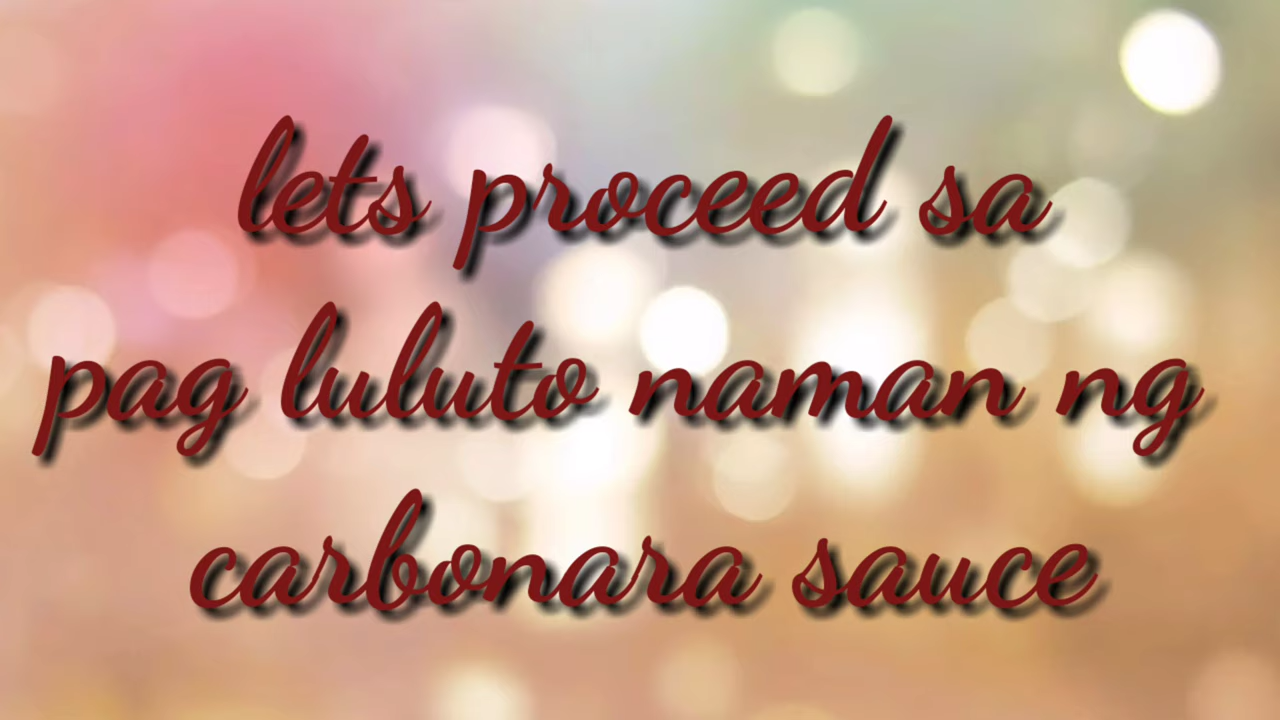 lets proceed sa
pag luluto naman ng
carbonara sauce